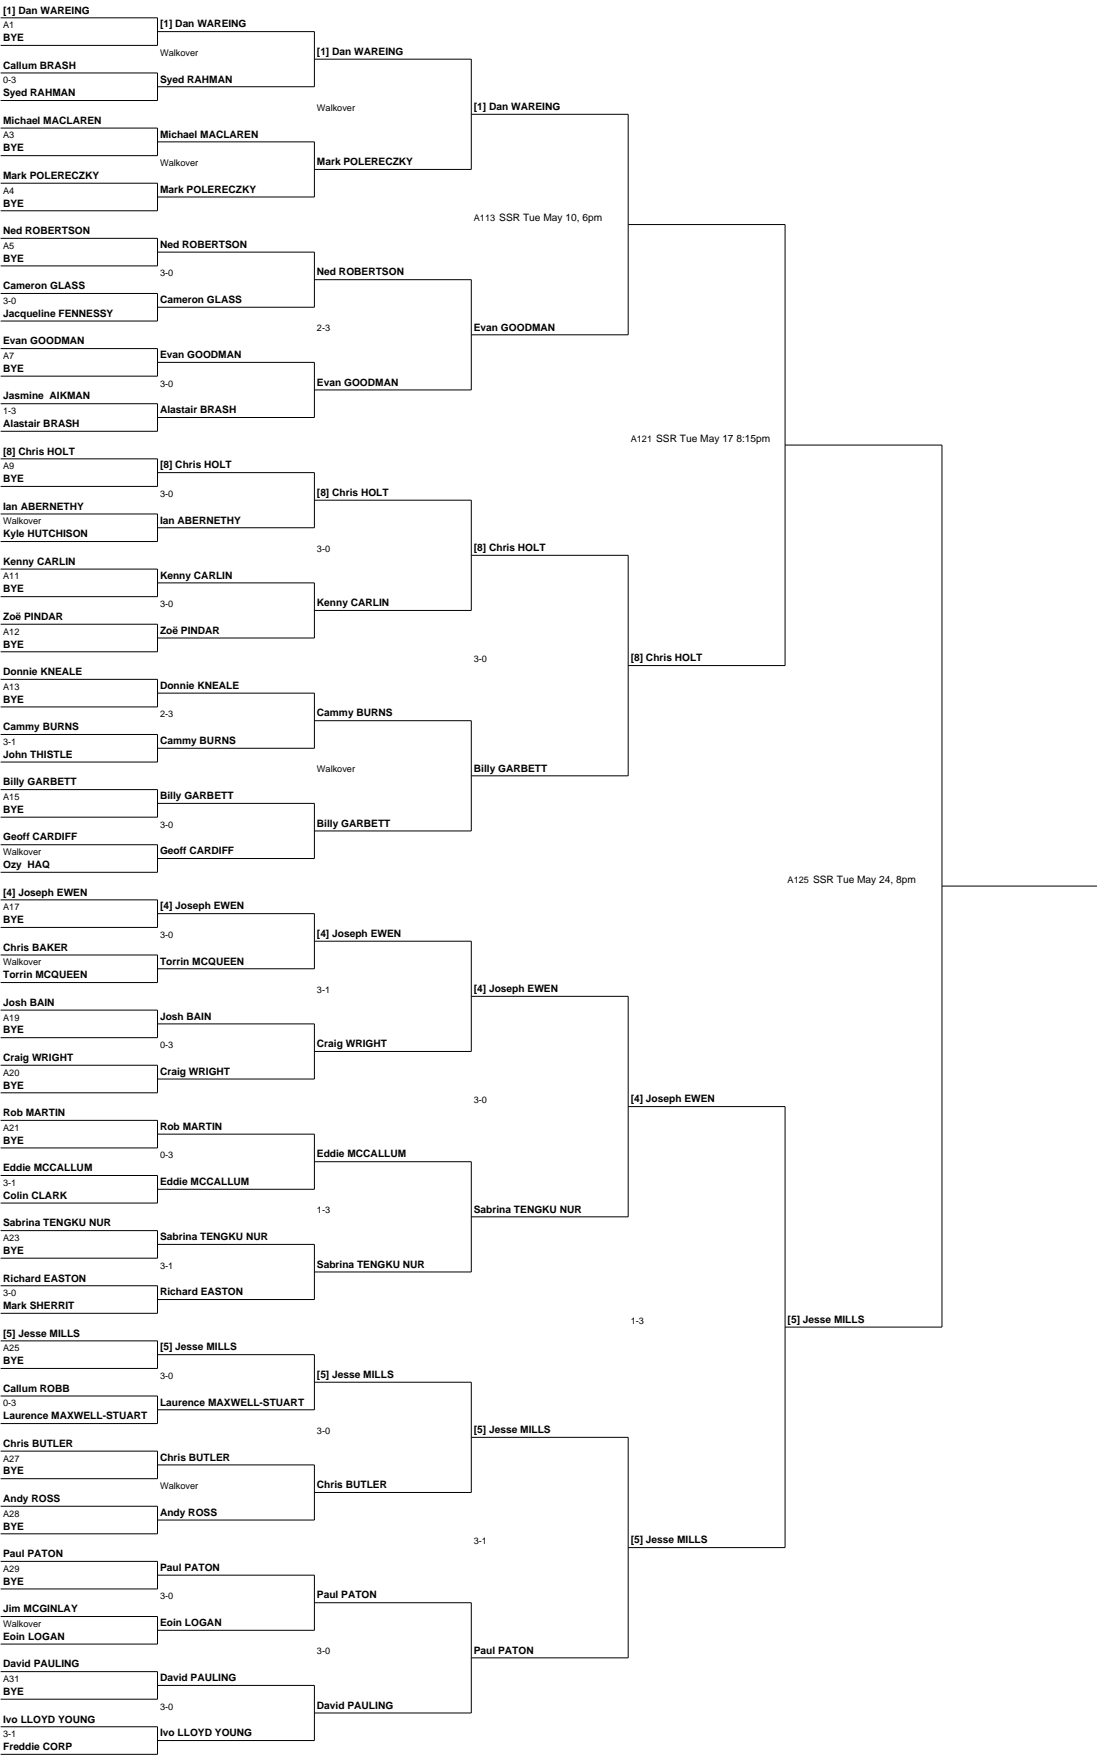 [1] Dan WAREING
A1
BYE
[1] Dan WAREING
Walkover
[1] Dan WAREING
Callum BRASH
0-3
Syed RAHMAN
Syed RAHMAN
Walkover
[1] Dan WAREING
Michael MACLAREN
A3
BYE
Michael MACLAREN
Walkover
Mark POLERECZKY
Mark POLERECZKY
A4
BYE
Mark POLERECZKY
A113 SSR Tue May 10, 6pm
Ned ROBERTSON
A5
BYE
Ned ROBERTSON
3-0
Ned ROBERTSON
Cameron GLASS
3-0
Jacqueline FENNESSY
Cameron GLASS
2-3
Evan GOODMAN
Evan GOODMAN
A7
BYE
Evan GOODMAN
3-0
Evan GOODMAN
Jasmine AIKMAN
1-3
Alastair BRASH
Alastair BRASH
A121 SSR Tue May 17 8:15pm
[8] Chris HOLT
A9
BYE
[8] Chris HOLT
3-0
[8] Chris HOLT
Ian ABERNETHY
Walkover
Kyle HUTCHISON
Ian ABERNETHY
3-0
[8] Chris HOLT
Kenny CARLIN
A11
BYE
Kenny CARLIN
3-0
Kenny CARLIN
Zoë PINDAR
A12
BYE
Zoë PINDAR
3-0
[8] Chris HOLT
Donnie KNEALE
A13
BYE
Donnie KNEALE
2-3
Cammy BURNS
Cammy BURNS
3-1
John THISTLE
Cammy BURNS
Walkover
Billy GARBETT
Billy GARBETT
A15
BYE
Billy GARBETT
3-0
Billy GARBETT
Geoff CARDIFF
Walkover
Ozy HAQ
Geoff CARDIFF
A125 SSR Tue May 24, 8pm
[4] Joseph EWEN
A17
BYE
[4] Joseph EWEN
3-0
[4] Joseph EWEN
Chris BAKER
Walkover
Torrin MCQUEEN
Torrin MCQUEEN
3-1
[4] Joseph EWEN
Josh BAIN
A19
BYE
Josh BAIN
0-3
Craig WRIGHT
Craig WRIGHT
A20
BYE
Craig WRIGHT
3-0
[4] Joseph EWEN
Rob MARTIN
A21
BYE
Rob MARTIN
0-3
Eddie MCCALLUM
Eddie MCCALLUM
3-1
Colin CLARK
Eddie MCCALLUM
1-3
Sabrina TENGKU NUR
Sabrina TENGKU NUR
A23
BYE
Sabrina TENGKU NUR
3-1
Sabrina TENGKU NUR
Richard EASTON
3-0
Mark SHERRIT
Richard EASTON
1-3
[5] Jesse MILLS
[5] Jesse MILLS
A25
BYE
[5] Jesse MILLS
3-0
[5] Jesse MILLS
Callum ROBB
0-3
Laurence MAXWELL-STUART
Laurence MAXWELL-STUART
3-0
[5] Jesse MILLS
Chris BUTLER
A27
BYE
Chris BUTLER
Walkover
Chris BUTLER
Andy ROSS
A28
BYE
Andy ROSS
3-1
[5] Jesse MILLS
Paul PATON
A29
BYE
Paul PATON
3-0
Paul PATON
Jim MCGINLAY
Walkover
Eoin LOGAN
Eoin LOGAN
3-0
Paul PATON
David PAULING
A31
BYE
David PAULING
3-0
David PAULING
Ivo LLOYD YOUNG
3-1
Freddie CORP
Ivo LLOYD YOUNG